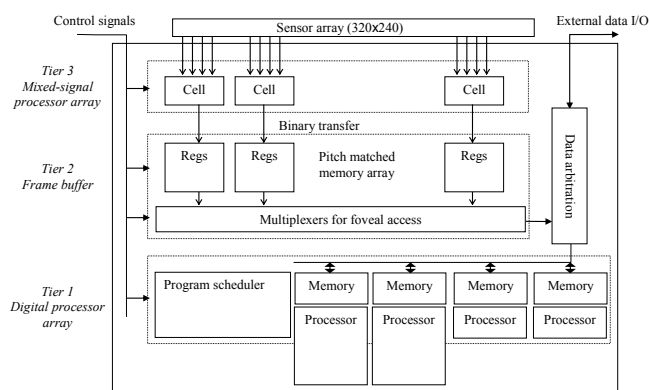 Control signals
Sensor array (320x240)
External data I/O
Tier 3
Mixed-signal
processor array
Cell
Cell
Cell
Binary transfer
Tier 2
Frame buffer
Regs
Regs
Pitch matched
memory array
Regs
Data arbitration
Multiplexers for foveal access
Tier 1
Digital processor
array
Program scheduler
Memory
Memory
Memory
Memory
Processor
Processor
Processor
Processor